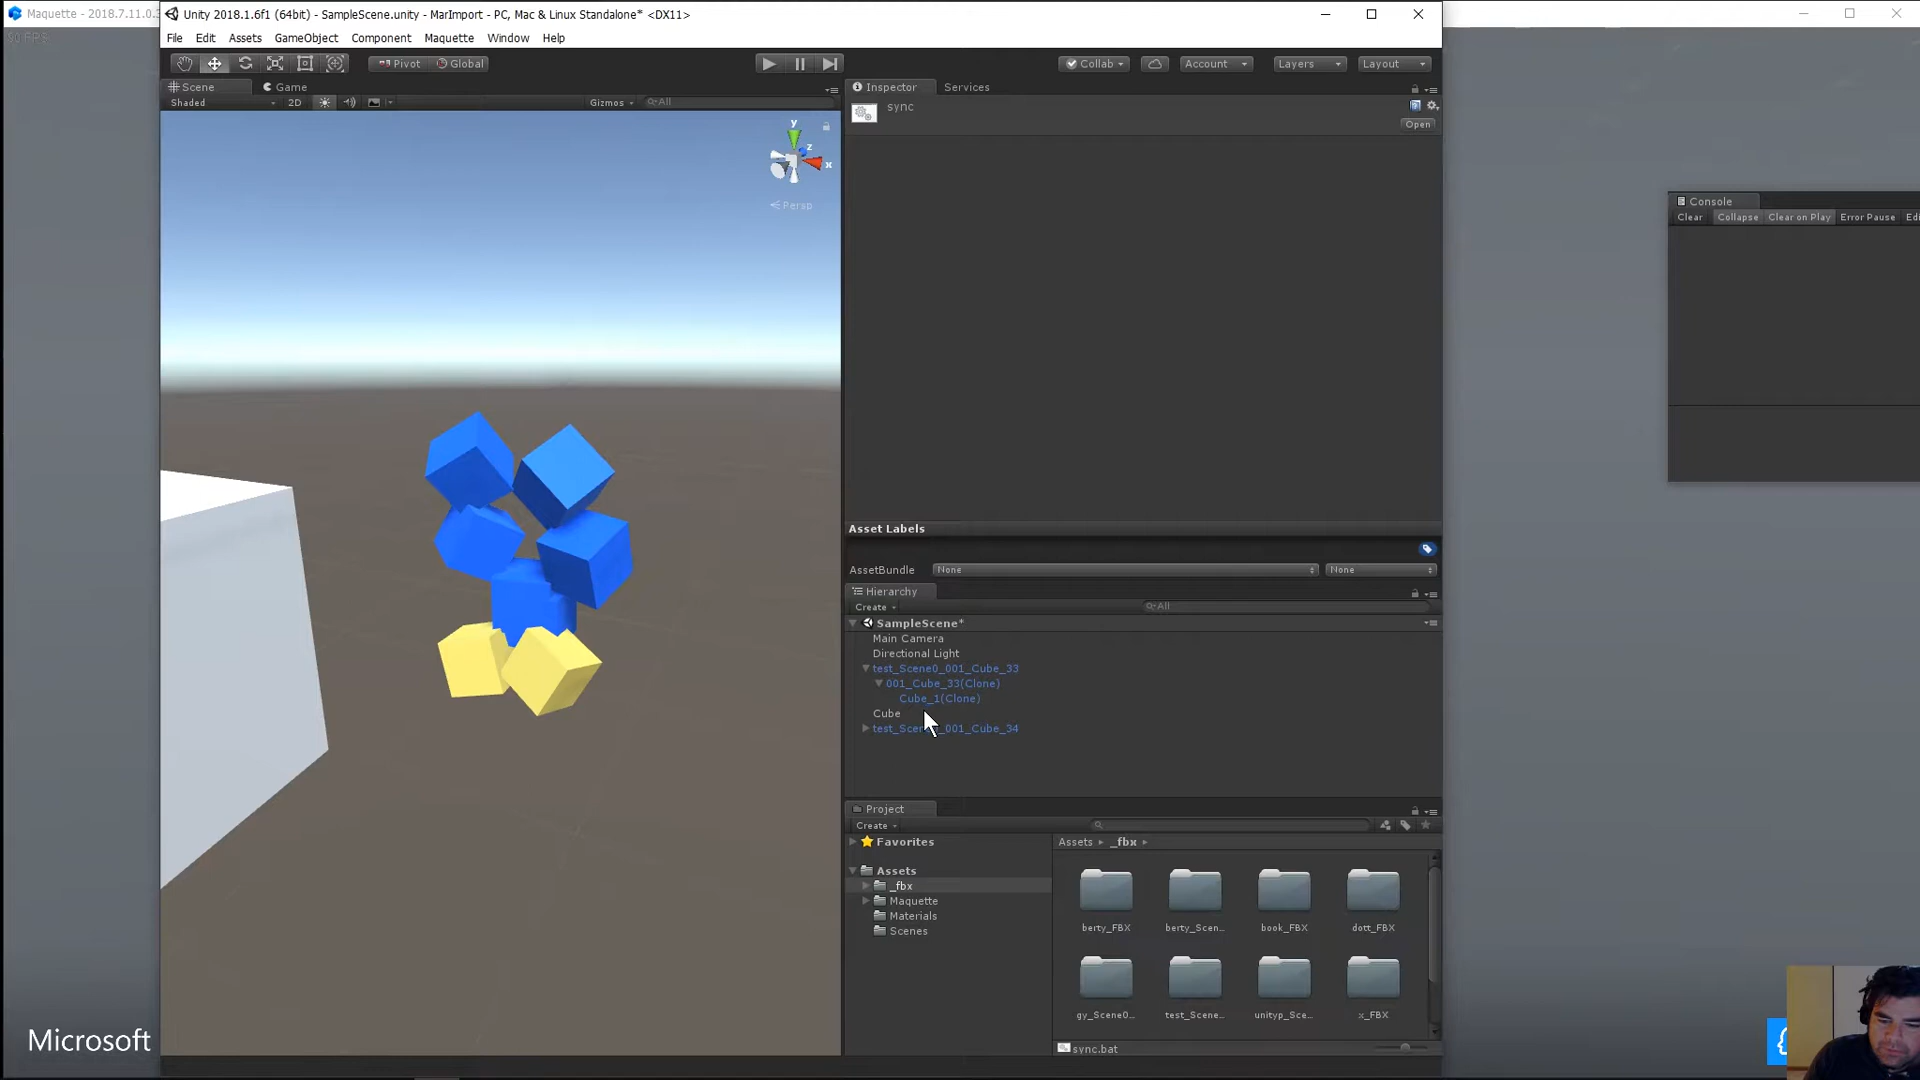 Maquette - 2018.7.11.0.
Unity 2018.1.6f1 (64bit) - SampleScene.unity - MarImport - PC, Mac & Linux Standalone* <DX11>
File Edit Assets GameObject Component Maquette Window Help
Pivot Global Collab Account Layers Layout
Scene Game
Shaded 2D Gizmos All
y
z
x
Persp
Inspector Services
sync
Open
Asset Labels
AssetBundle None None
Hierarchy
Create All
SampleScene*
Main Camera
Directional Light
test_Scene0_001_Cube_33
001_Cube_33(Clone)
Cube_1(Clone)
Cube
test_Scen 001_Cube_34
Project
Create
Favorites
Assets
_fbx
Maquette
Materials
Scenes
Assets _fbx
berty_FBX berty_Scen... book_FBX dott_FBX
gy_Scene0... test_Scene... unityp_Sce... x_FBX
sync.bat
Console
Clear Collapse Clear on Play Error Pause Edi
Microsoft